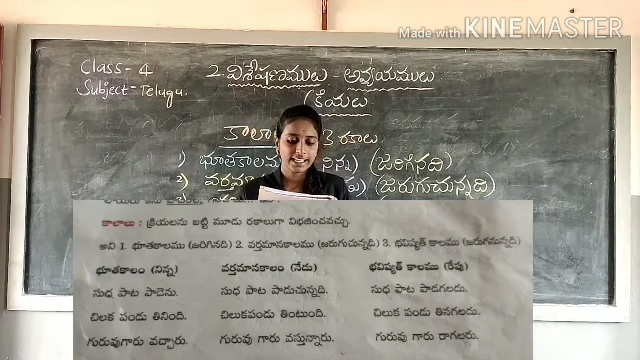 Made with KINEMASTER
Class - 4
Subject - Telugu.
2. విశేషణములు - అవ్యయములు
క్రియలు
కాలా 3 రకాలు.
1) భూతకాలము నిన్న) (జరిగినది)
2) వర్తమా డు) (జరుగుచున్నది)
కాలాలు : క్రియలను బట్టి మూడు రకాలుగా విభజించవచ్చు.
అవి 1. భూతకాలము (జరిగినది) 2. వర్తమానకాలము (జరుగుచున్నది) 3. భవిష్యత్ కాలము (జరుగనున్నది)
భూతకాలం (నిన్న) వర్తమానకాలం (నేడు) భవిష్యత్ కాలము (రేపు)
సుధ పాట పాడెను. సుధ పాట పాడుచున్నది. సుధ పాట పాడగలదు.
చిలక పండు తినింది. చిలుకపండు తింటుంది. చిలుక పండు తినగలదు.
గురువుగారు వచ్చారు. గురువు గారు వస్తున్నారు. గురువు గారు రాగలరు.